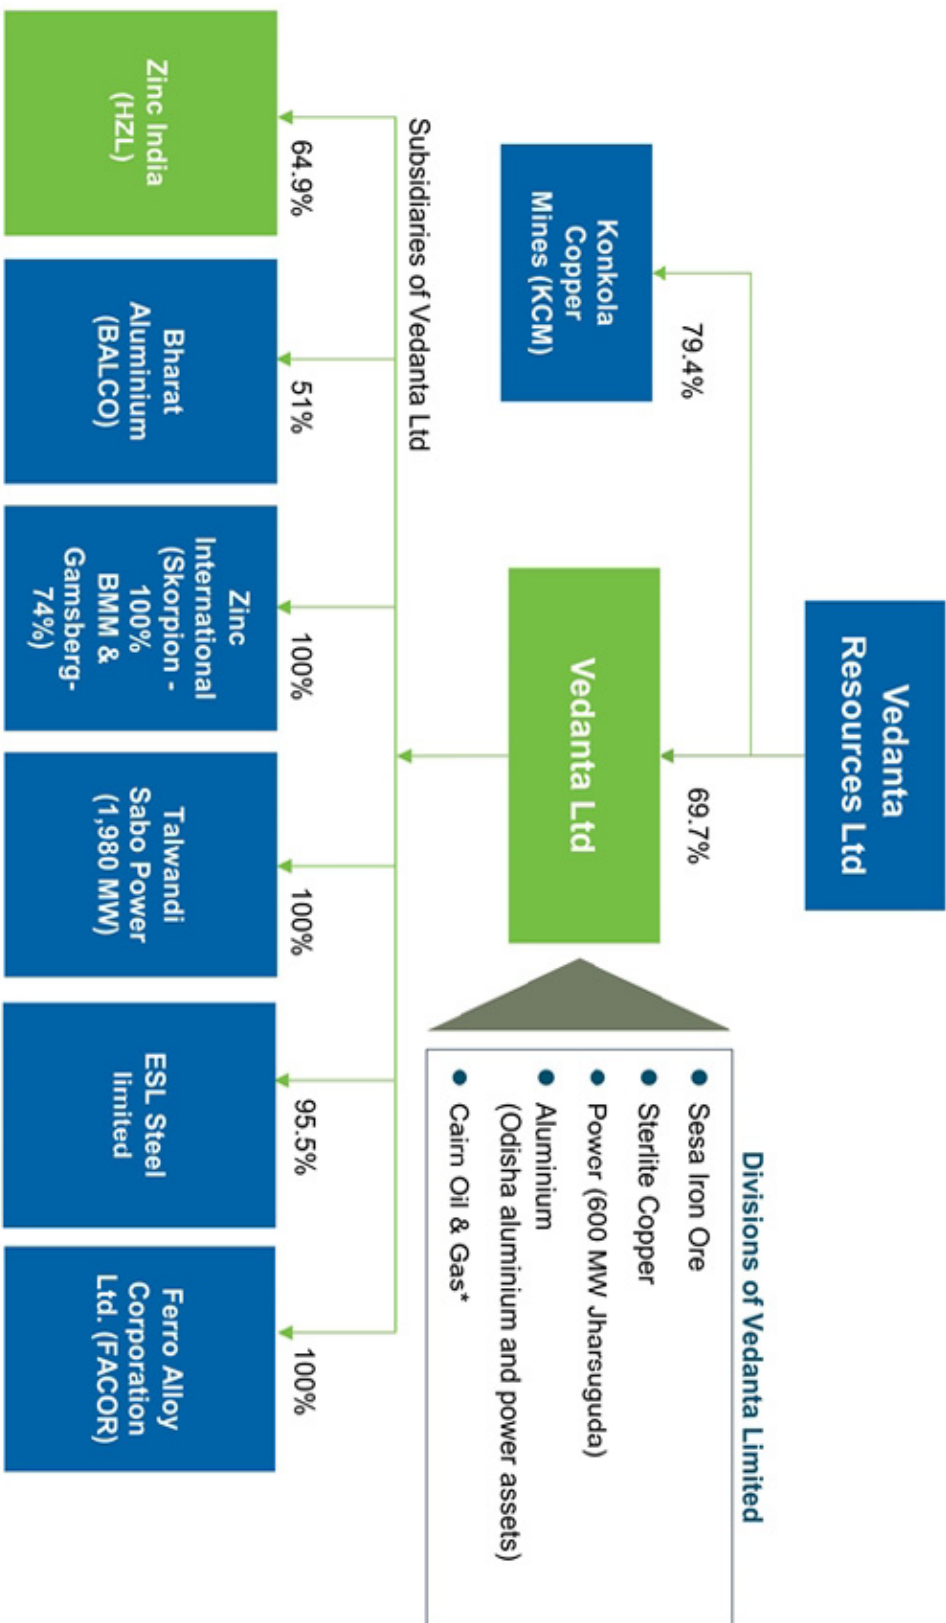 Vedanta
Resources Ltd
79.4%
69.7%
Konkola
Copper
Mines (KCM)
Vedanta Ltd
Divisions of Vedanta Limited
● Sesa Iron Ore
● Sterlite Copper
● Power (600 MW Jharsuguda)
● Aluminium
(Odisha aluminium and power assets)
● Cairn Oil & Gas*
Subsidiaries of Vedanta Ltd
64.9%
51%
100%
100%
95.5%
100%
Zinc India
(HZL)
Bharat
Aluminium
(BALCO)
Zinc
International
(Skorpion -
100%
BMM &
Gamsberg-
74%)
Talwandi
Sabo Power
(1,980 MW)
ESL Steel
limited
Ferro Alloy
Corporation
Ltd. (FACOR)